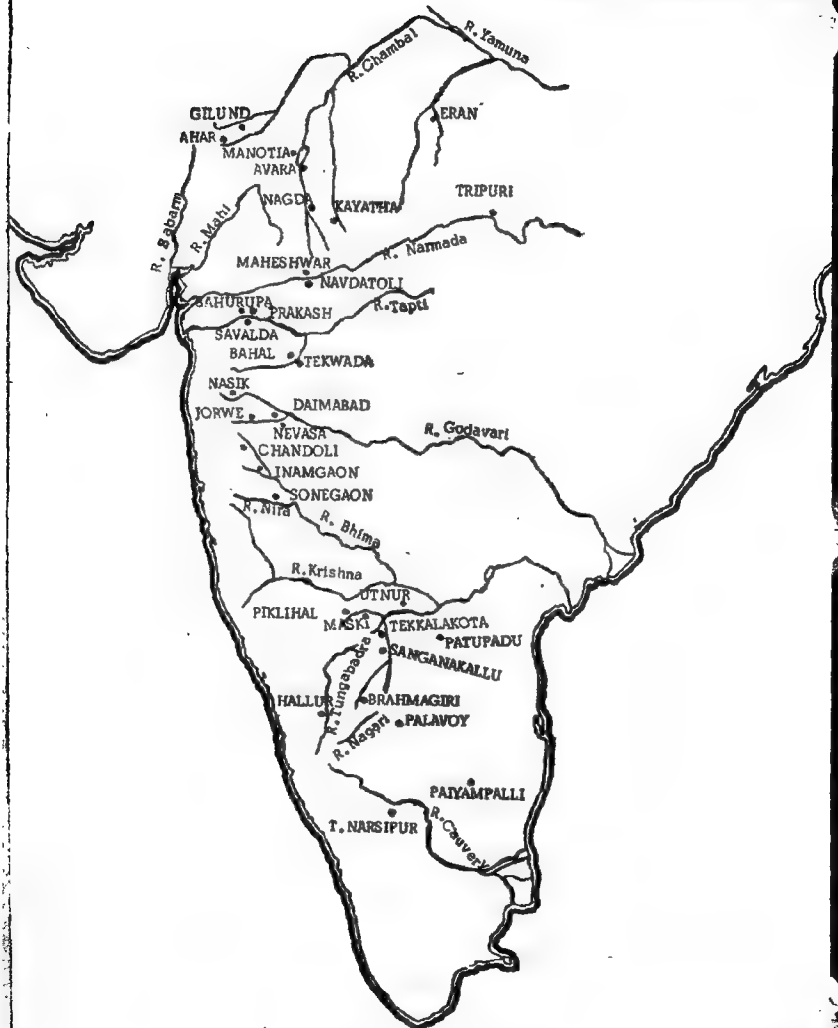 R. Yamuna
R. Chambal
GILUND
ERAN
AHAR
MANOTIA
AVARA
TRIPURI
NAGDA
KAYATHA
R. Sabarm
R. Mahi
R. Narmada
MAHESHWAR
NAVDATOLI
SAHURUPA
R.Tapti
PRAKASH
SAVALDA
BAHAL
TEKWADA
NASIK
JORWE
DAIMABAD
NEVASA
R. Godavari
CHANDOLI
INAMGAON
SONEGAON
R.Nira
R. Bhima
R.Krishna
UTNUR
PIKLIHAL
MASKI
TEKKALAKOTA
PATUPADU
SANGANAKALLU
R.Tungabadra
HALLUR
BRAHMAGIRI
PALAVOY
R. Nagari
PAIYAMPALLI
T.NARSIPUR
R.Cauvery